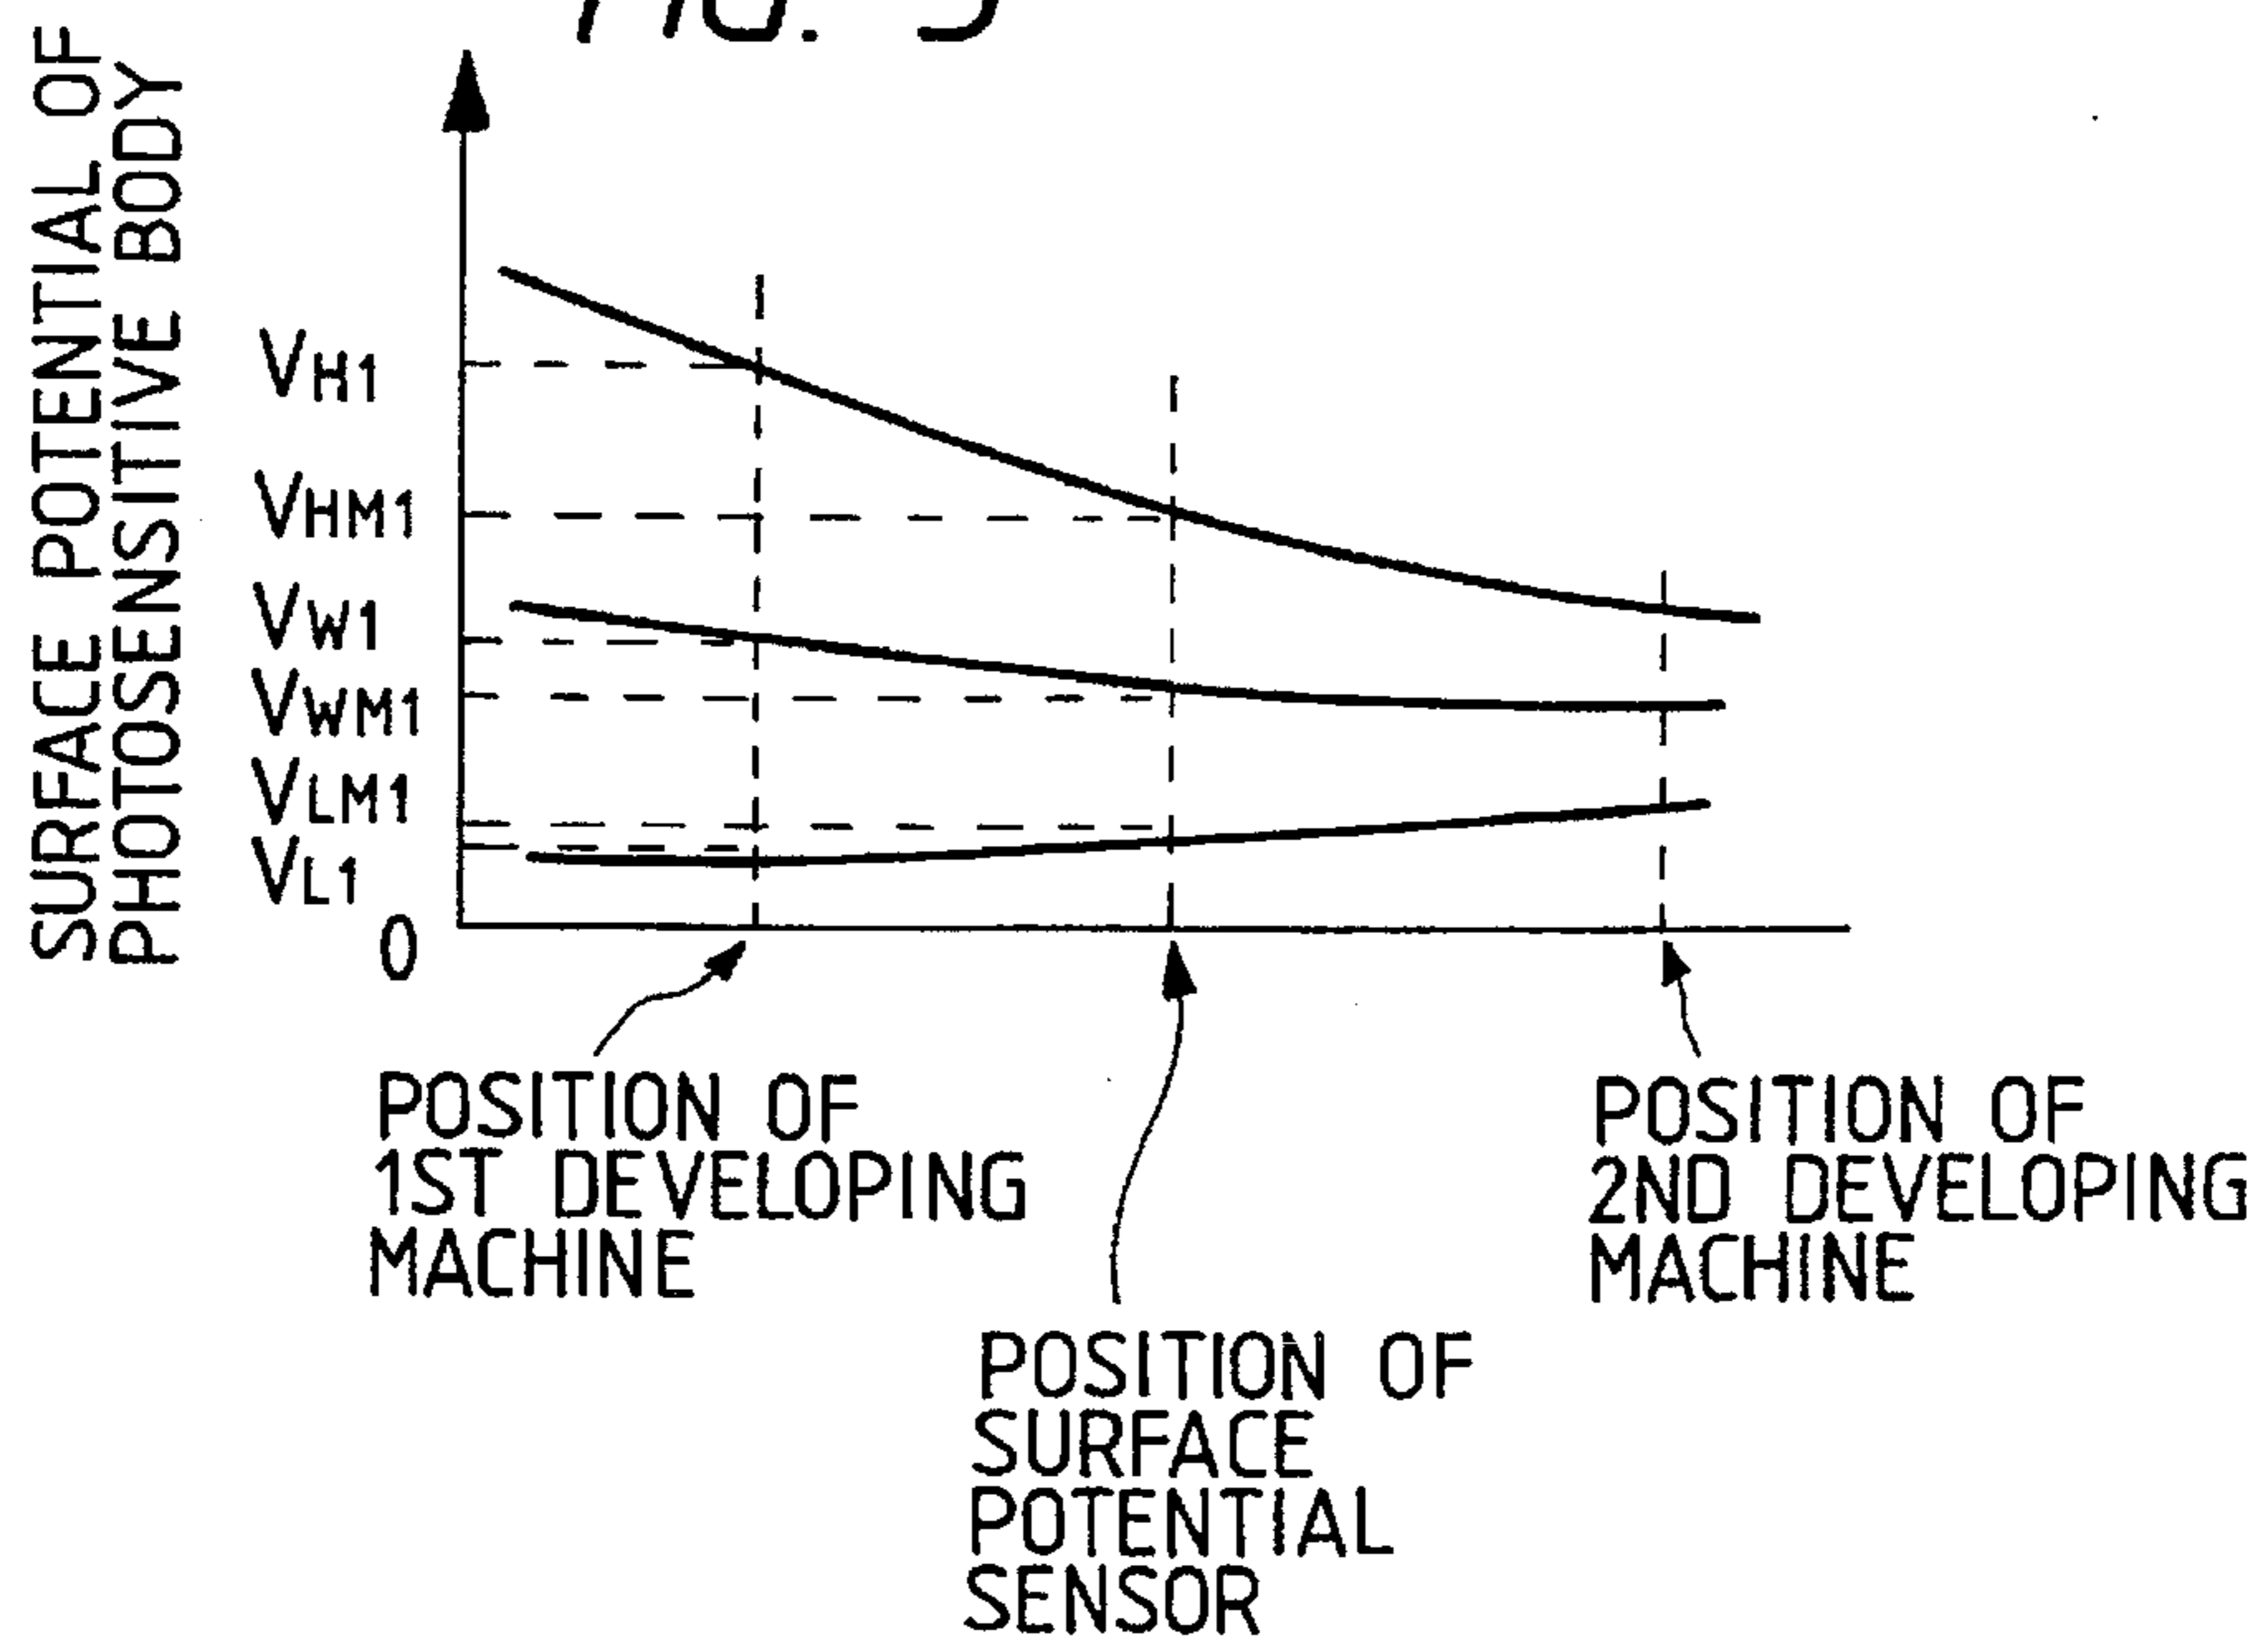 SURFACE POTENTIAL OF
PHOTOSENSITIVE BODY
VH1
VHM1
VW1
VWM1
VLM1
VL1
0
POSITION OF
1ST DEVELOPING
MACHINE
POSITION OF
SURFACE
POTENTIAL
SENSOR
POSITION OF
2ND DEVELOPING
MACHINE